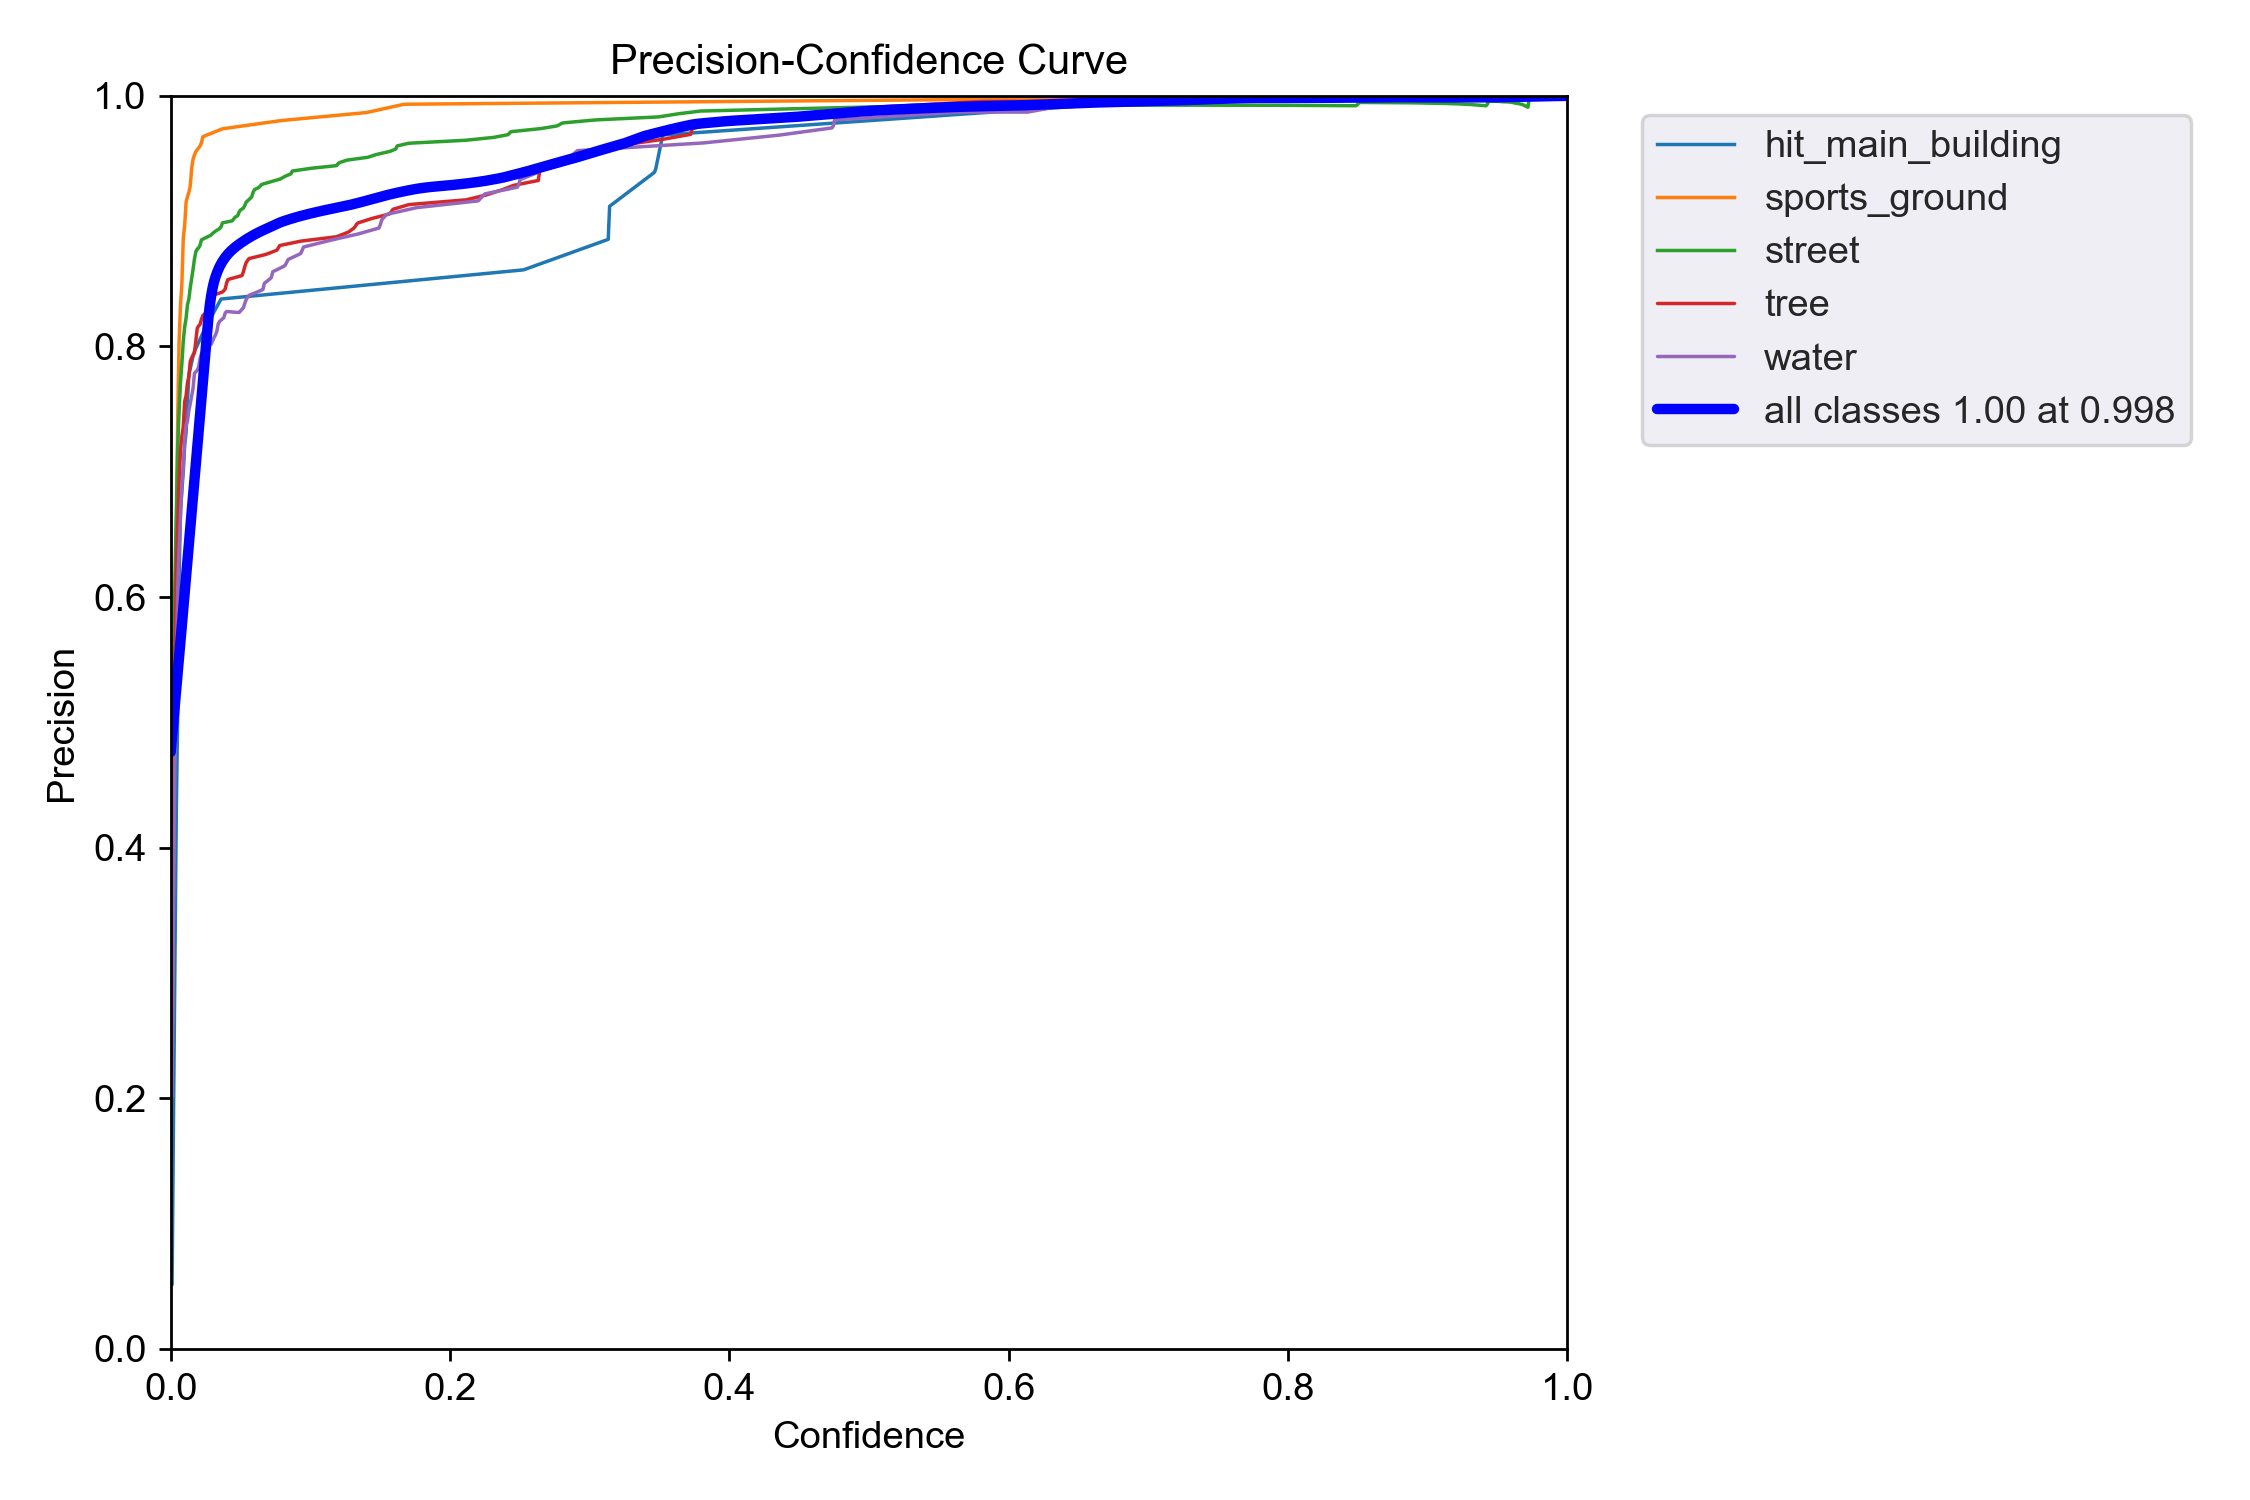 Precision-Confidence Curve
1.0
0.8
0.6
0.4
0.2
0.0
Precision
0.0 0.2 0.4 0.6 0.8 1.0
Confidence
hit_main_building
sports_ground
street
tree
water
all classes 1.00 at 0.998